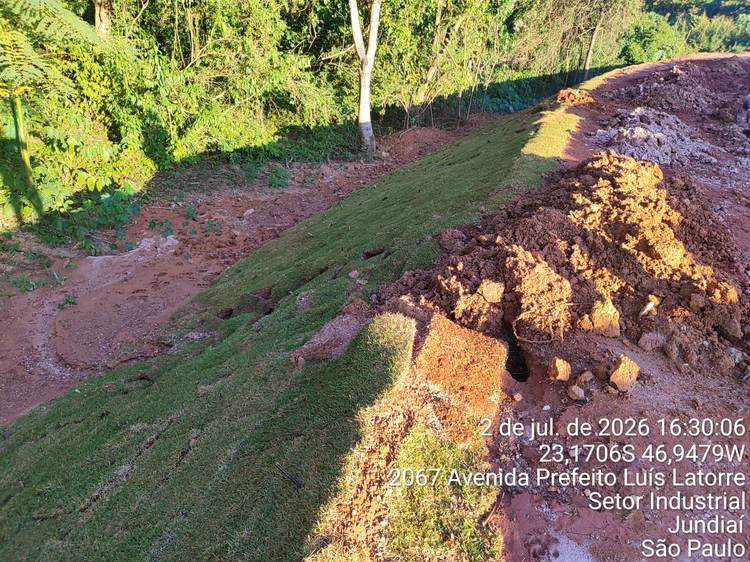 2 de jul. de 2026 16:30:06
23,1706S 46,9479W
2067 Avenida Prefeito Luís Latorre
Setor Industrial
Jundiaí
São Paulo